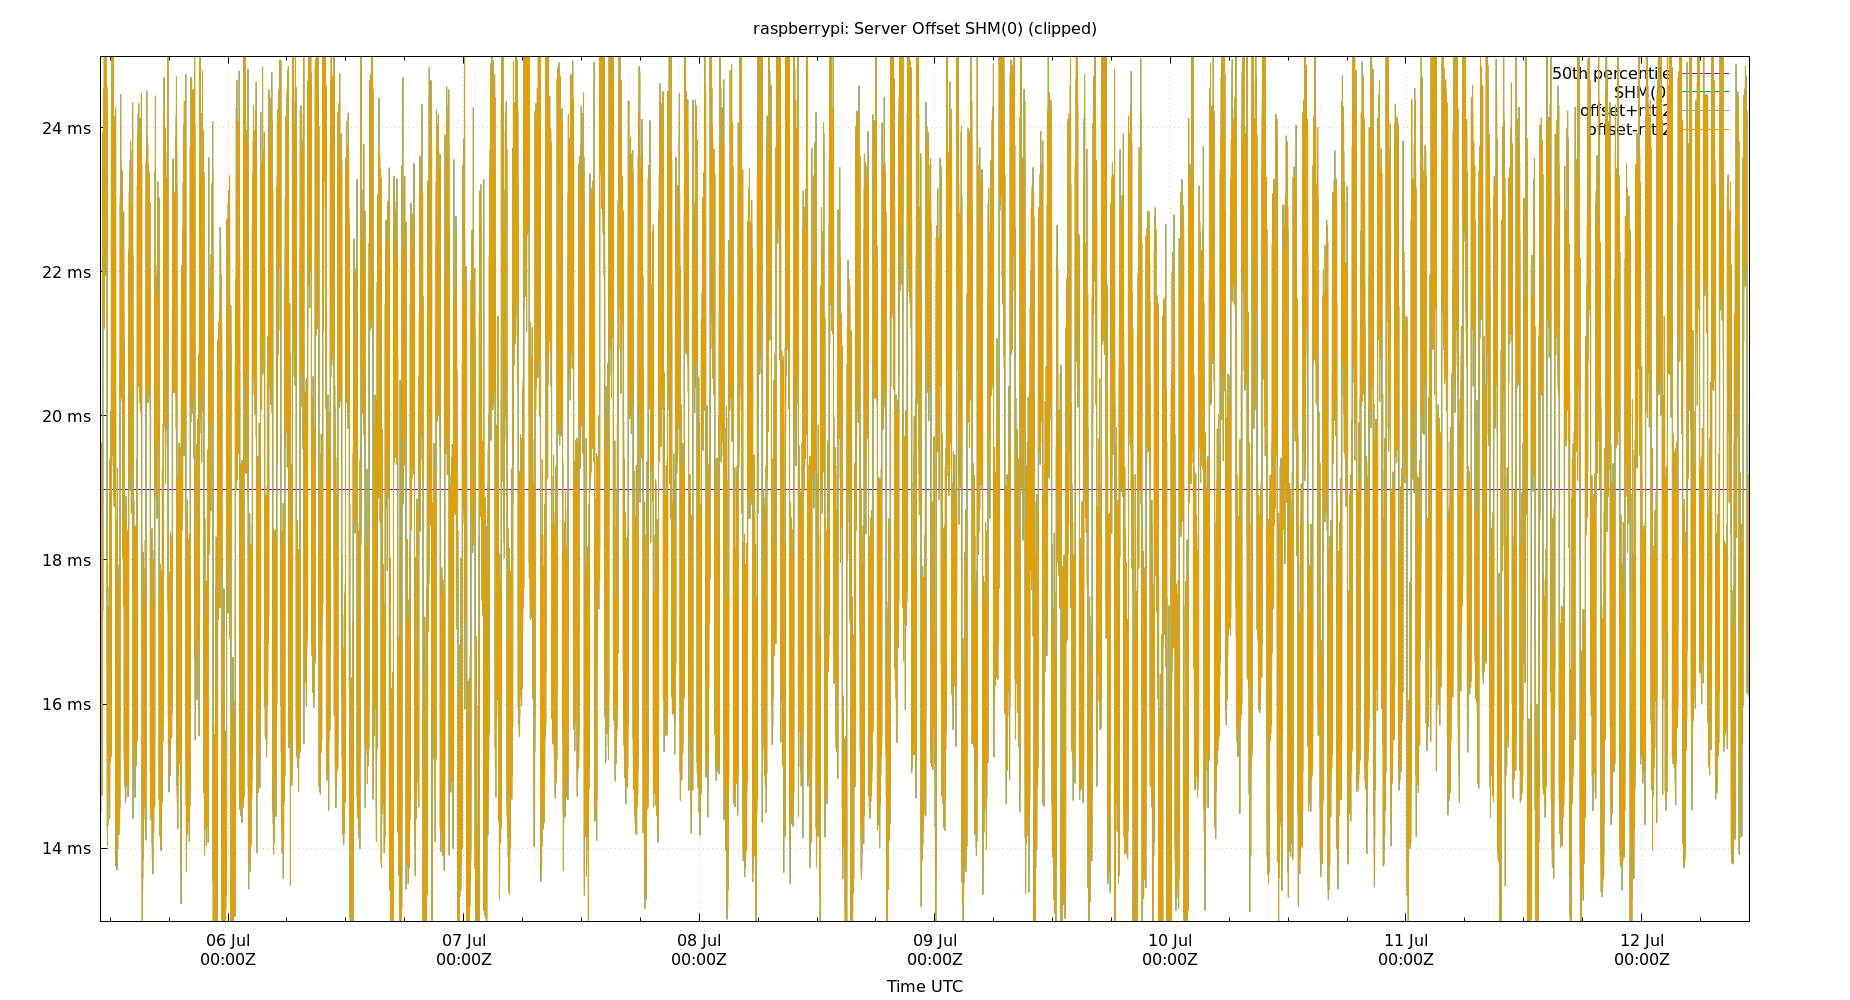 raspberrypi: Server Offset SHM(0) (clipped)
50th percentile
SHM(0)
offset+rtt/2
offset-rtt/2
24 ms
22 ms
20 ms
18 ms
16 ms
14 ms
06 Jul 07 Jul 08 Jul 09 Jul 10 Jul 11 Jul 12 Jul
00:00Z 00:00Z 00:00Z 00:00Z 00:00Z 00:00Z 00:00Z
Time UTC